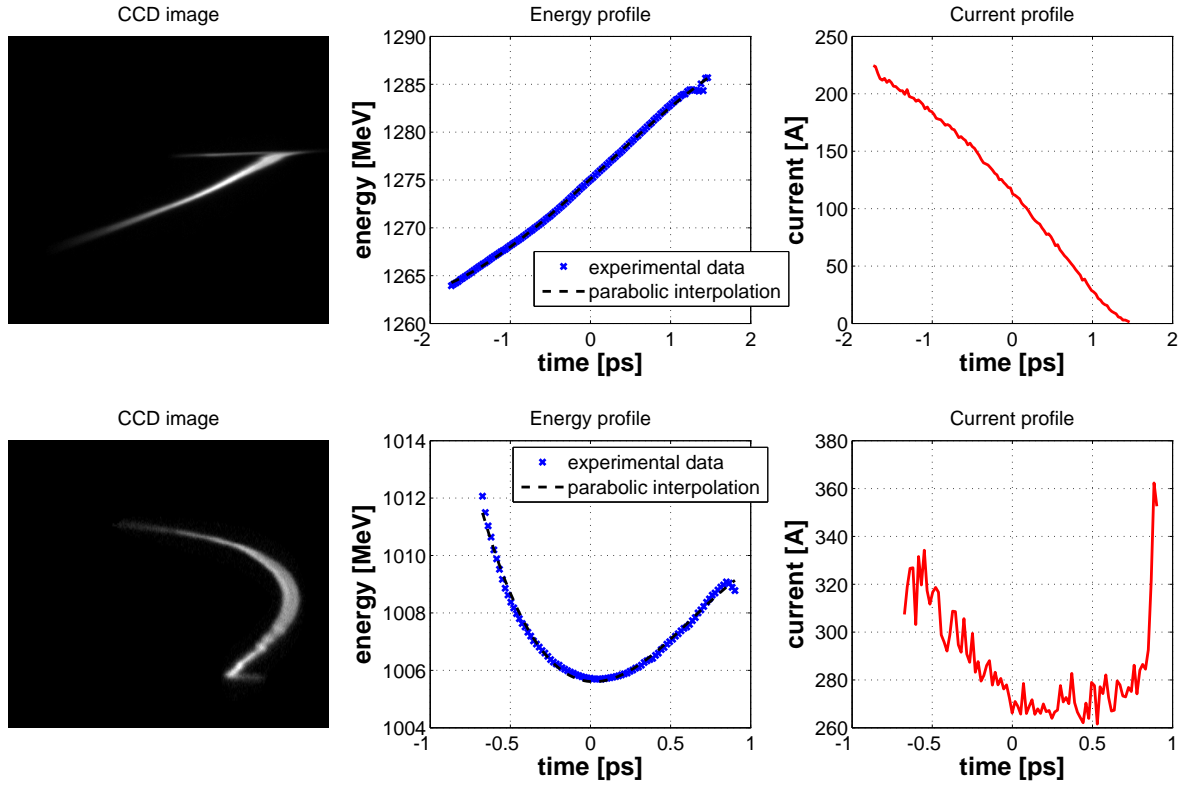 CCD image
Energy profile
Current profile
1290
1285
1280
1275
1270
1265
1260
energy [MeV]
experimental data
parabolic interpolation
-2
-1
0
1
2
time [ps]
250
200
150
100
50
0
current [A]
-2
-1
0
1
2
time [ps]
CCD image
Energy profile
Current profile
1014
1012
1010
1008
1006
1004
energy [MeV]
experimental data
parabolic interpolation
-1
-0.5
0
0.5
1
time [ps]
380
360
340
320
300
280
260
current [A]
-1
-0.5
0
0.5
1
time [ps]